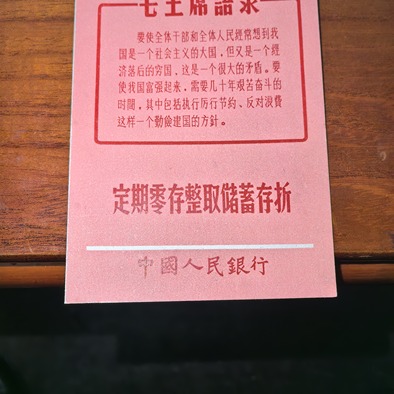 毛主席語录
要使全体干部和全体人民經常想到我
国是一个社会主义的大国，但又是一个經
济落后的穷国，这是一个很大的矛盾。要
使我国富强起来，需要几十年艰苦奋斗的
时間，其中包括执行厉行节約、反对浪費
这样一个勤儉建国的方針。
定期零存整取储蓄存折
中國人民銀行